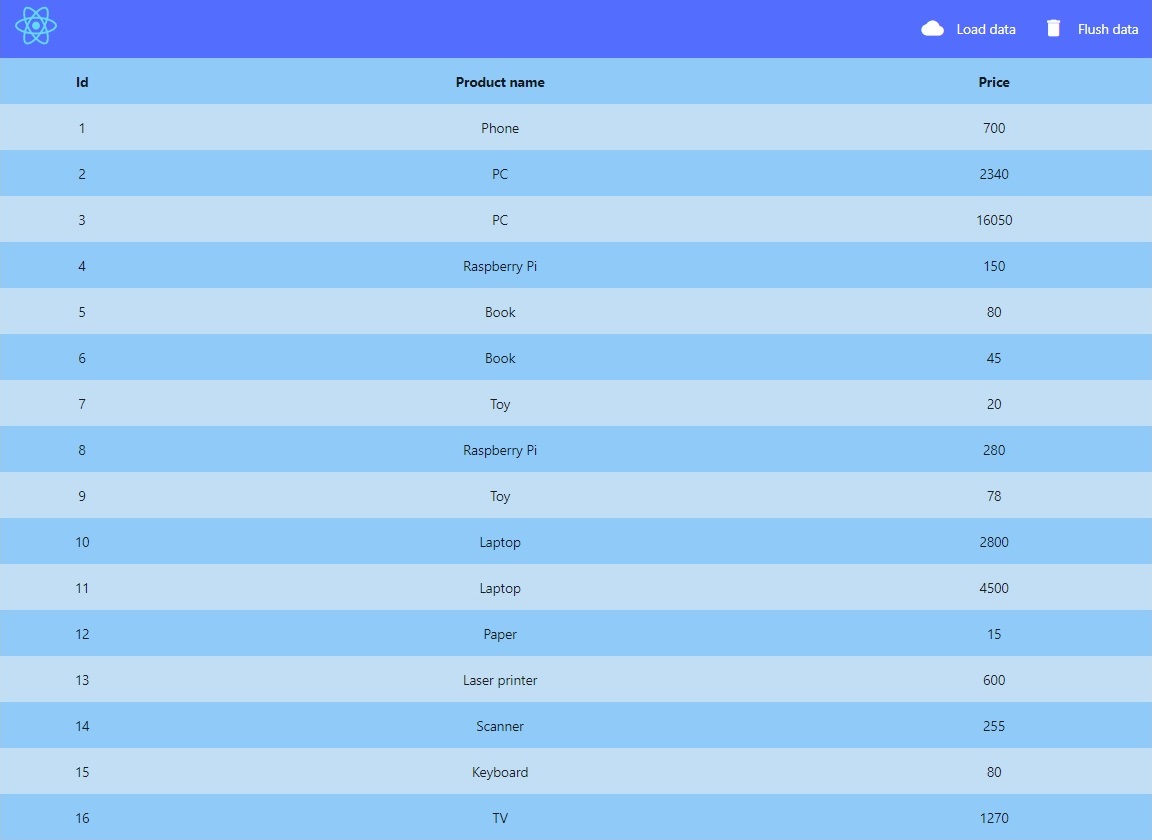 Load data Flush data
Id Product name Price
1 Phone 700
2 PC 2340
3 PC 16050
4 Raspberry Pi 150
5 Book 80
6 Book 45
7 Toy 20
8 Raspberry Pi 280
9 Toy 78
10 Laptop 2800
11 Laptop 4500
12 Paper 15
13 Laser printer 600
14 Scanner 255
15 Keyboard 80
16 TV 1270